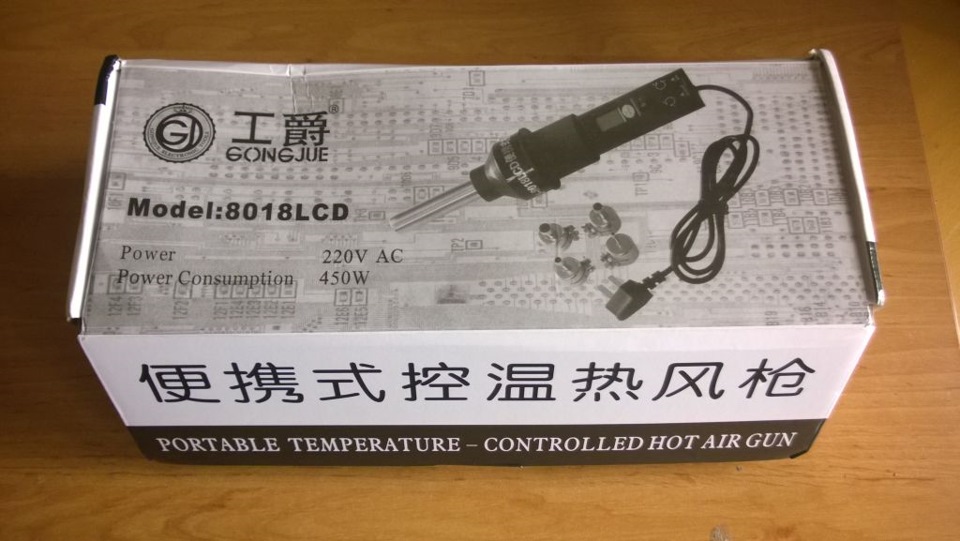 GJ
工爵®
GONGJUE
Model:8018LCD
Power 220V AC
Power Consumption 450W
便携式控温热风枪
PORTABLE TEMPERATURE – CONTROLLED HOT AIR GUN